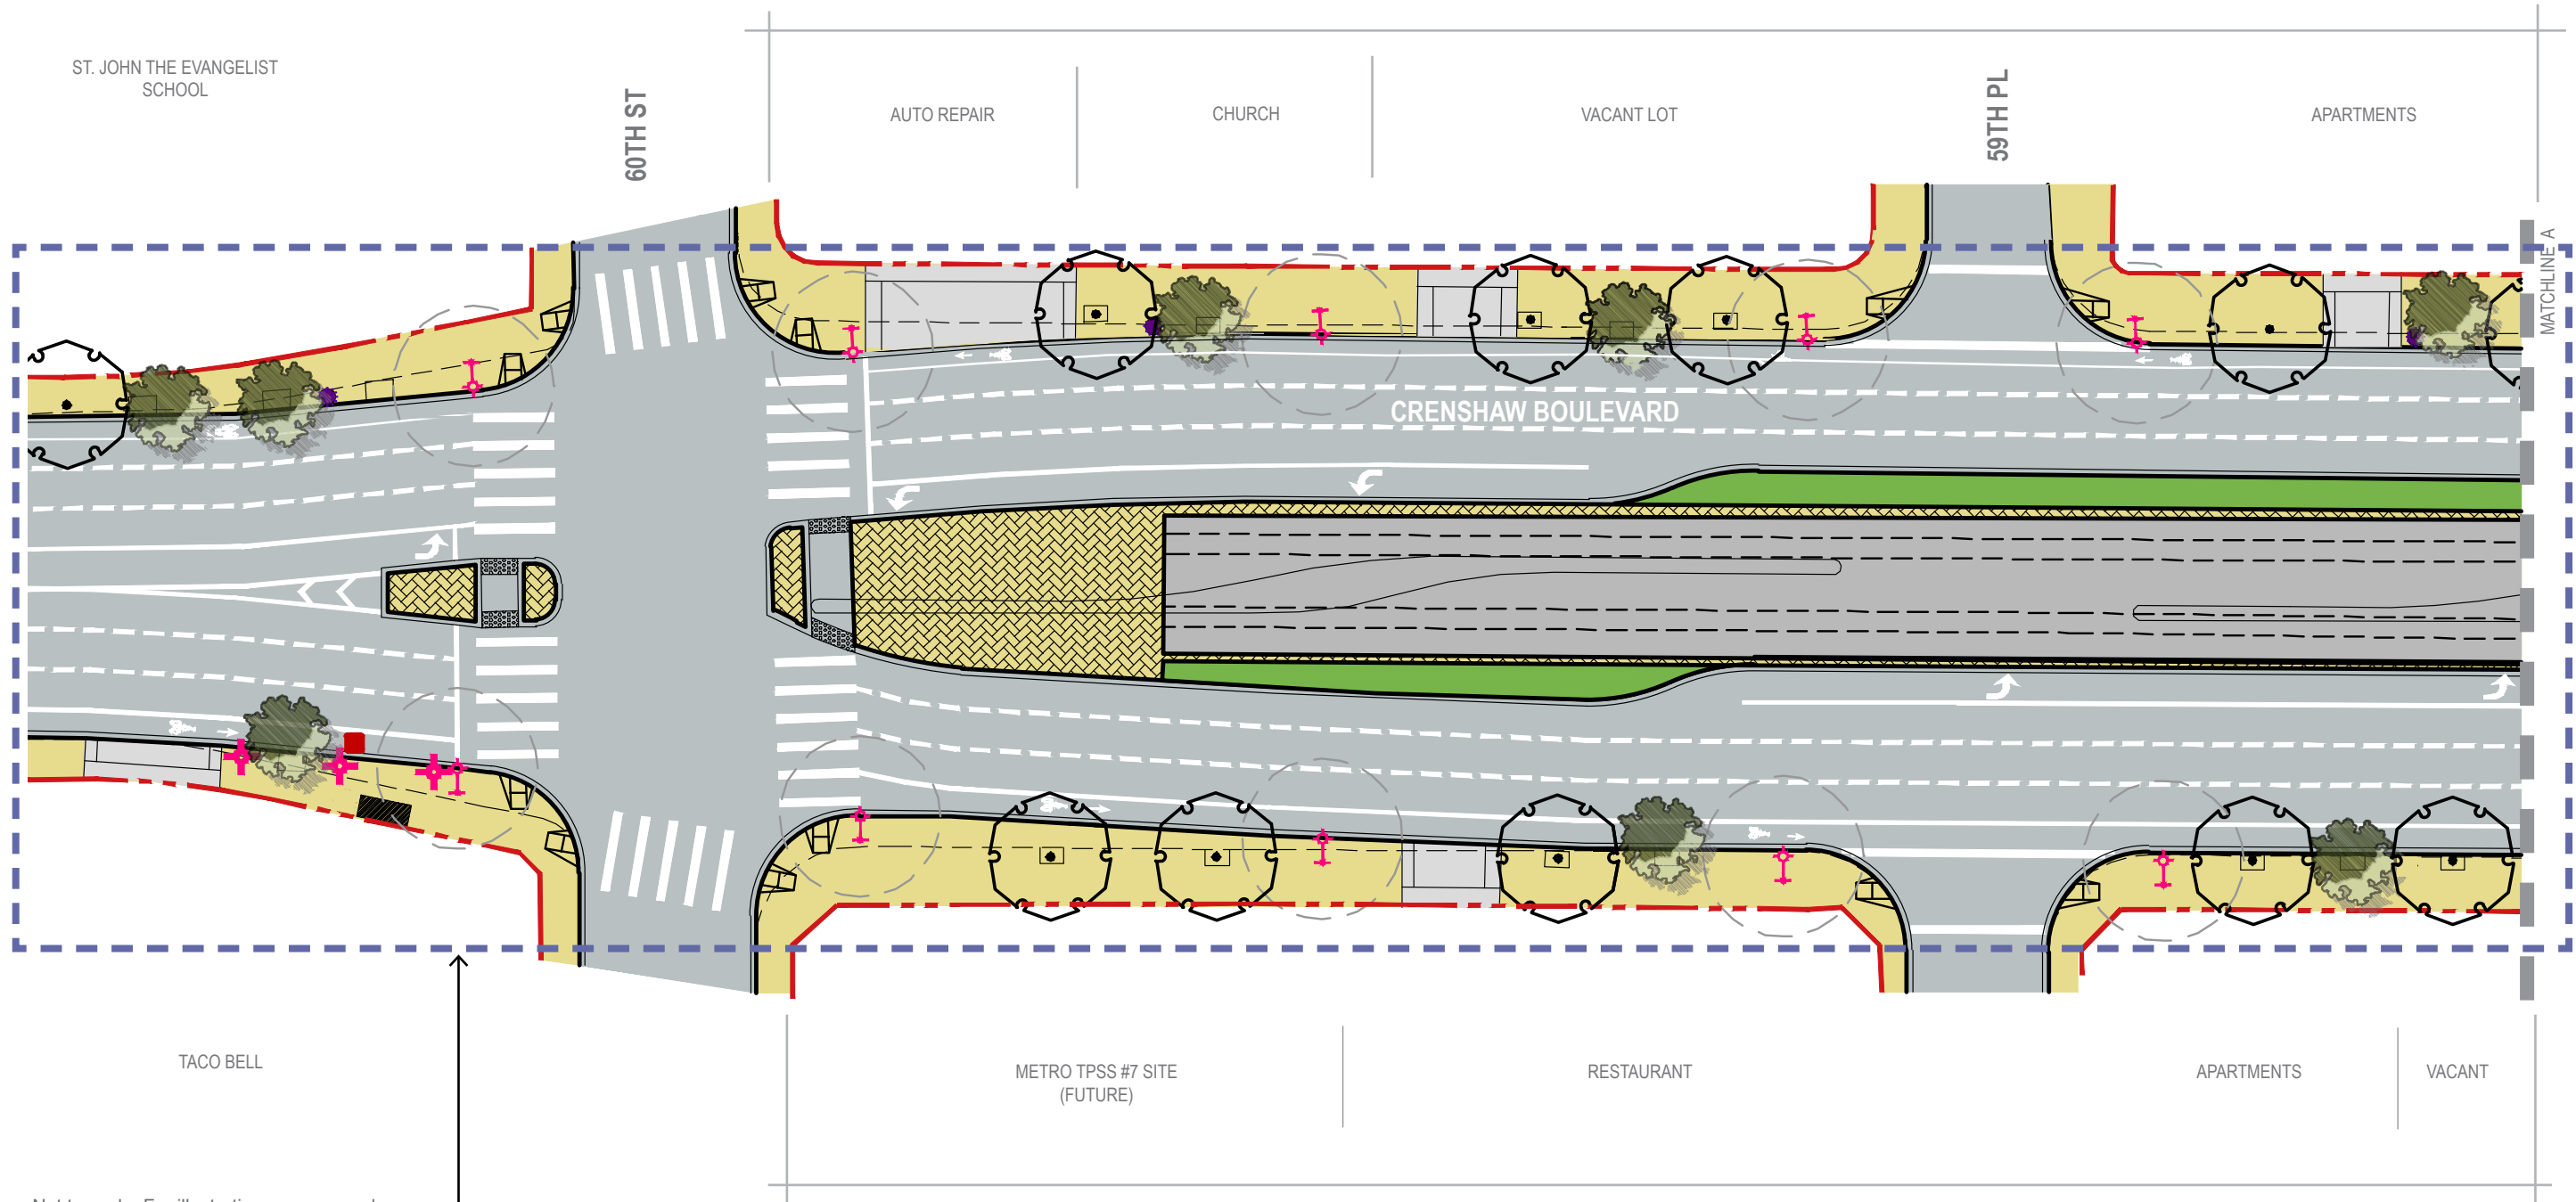 ST. JOHN THE EVANGELIST
SCHOOL
60TH ST
AUTO REPAIR
CHURCH
VACANT LOT
59TH PL
APARTMENTS
MATCHLINE A
CRENSHAW BOULEVARD
TACO BELL
METRO TPSS #7 SITE
(FUTURE)
RESTAURANT
APARTMENTS
VACANT